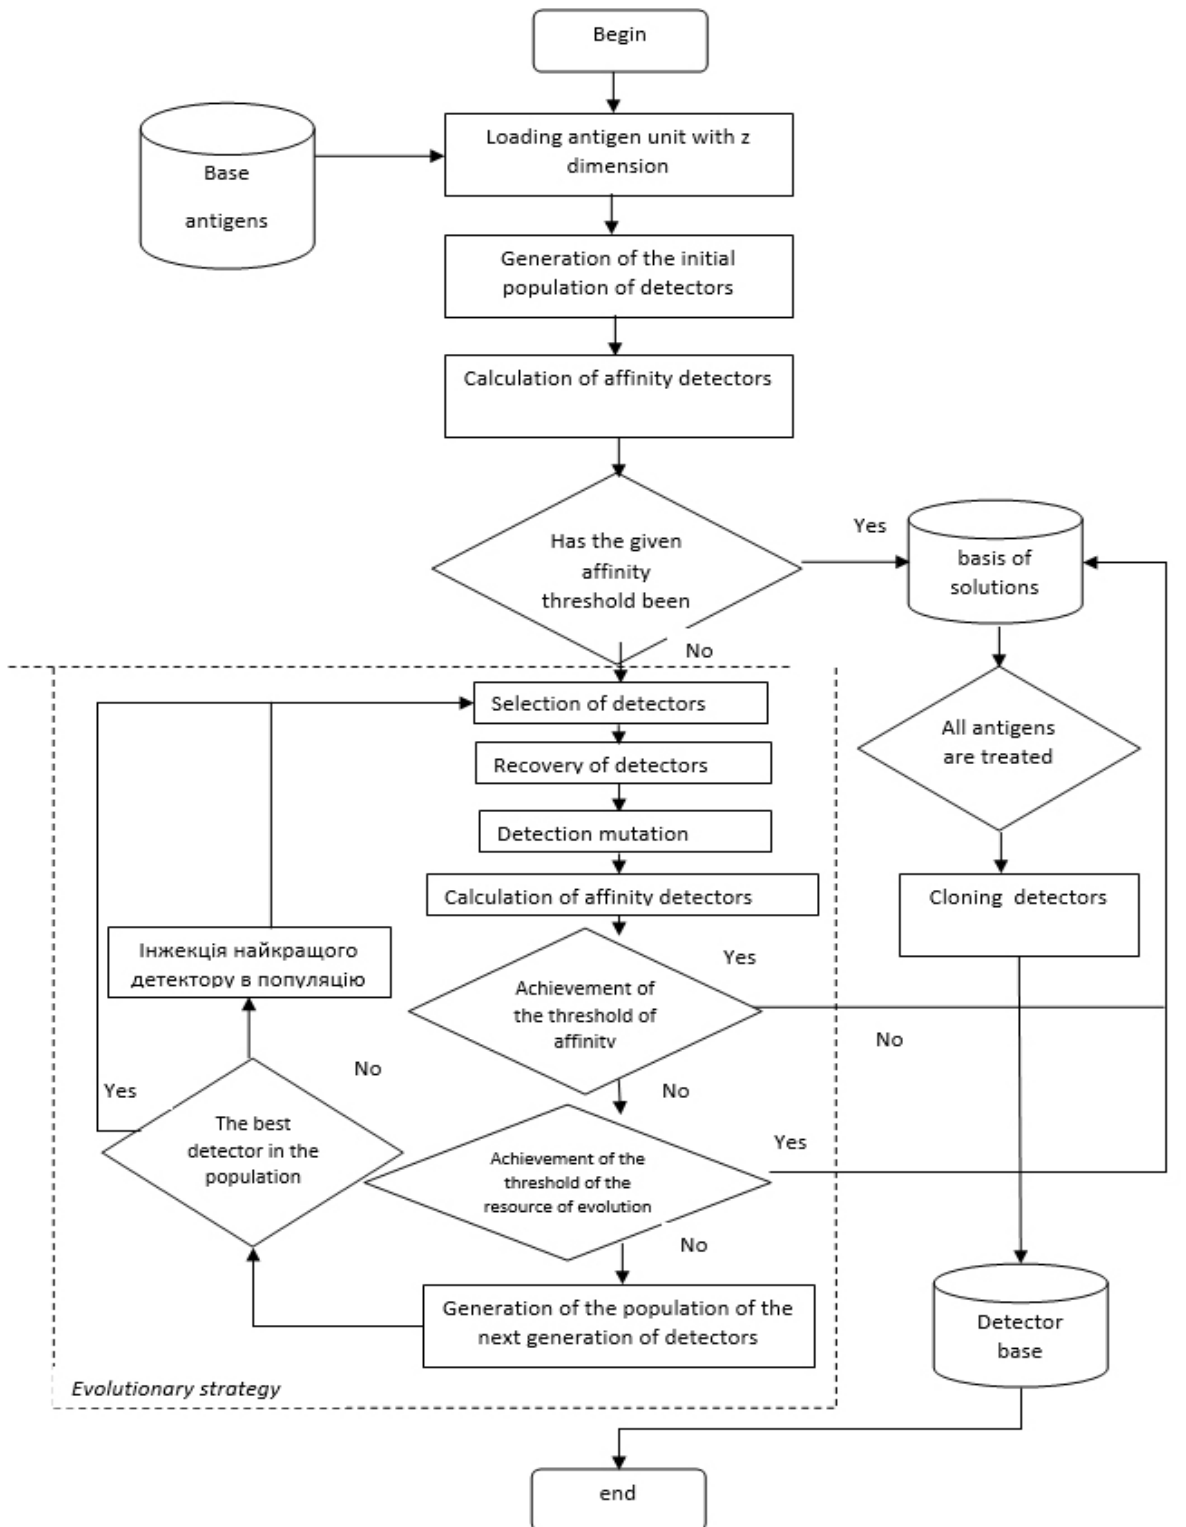 Begin
Loading antigen unit with z
dimension
Base
antigens
Generation of the initial
population of detectors
Calculation of affinity detectors
Has the given
affinity
threshold been
Yes
basis of
solutions
No
Selection of detectors
Recovery of detectors
Detection mutation
Calculation of affinity detectors
All antigens
are treated
Cloning detectors
Інжекція найкращого
детектору в популяцію
Yes
Achievement of
the threshold of
affinity
No
No
No
Yes
The best
detector in the
population
Yes
Achievement of the
threshold of the
resource of evolution
No
Generation of the population of the
next generation of detectors
Detector
base
Evolutionary strategy
end